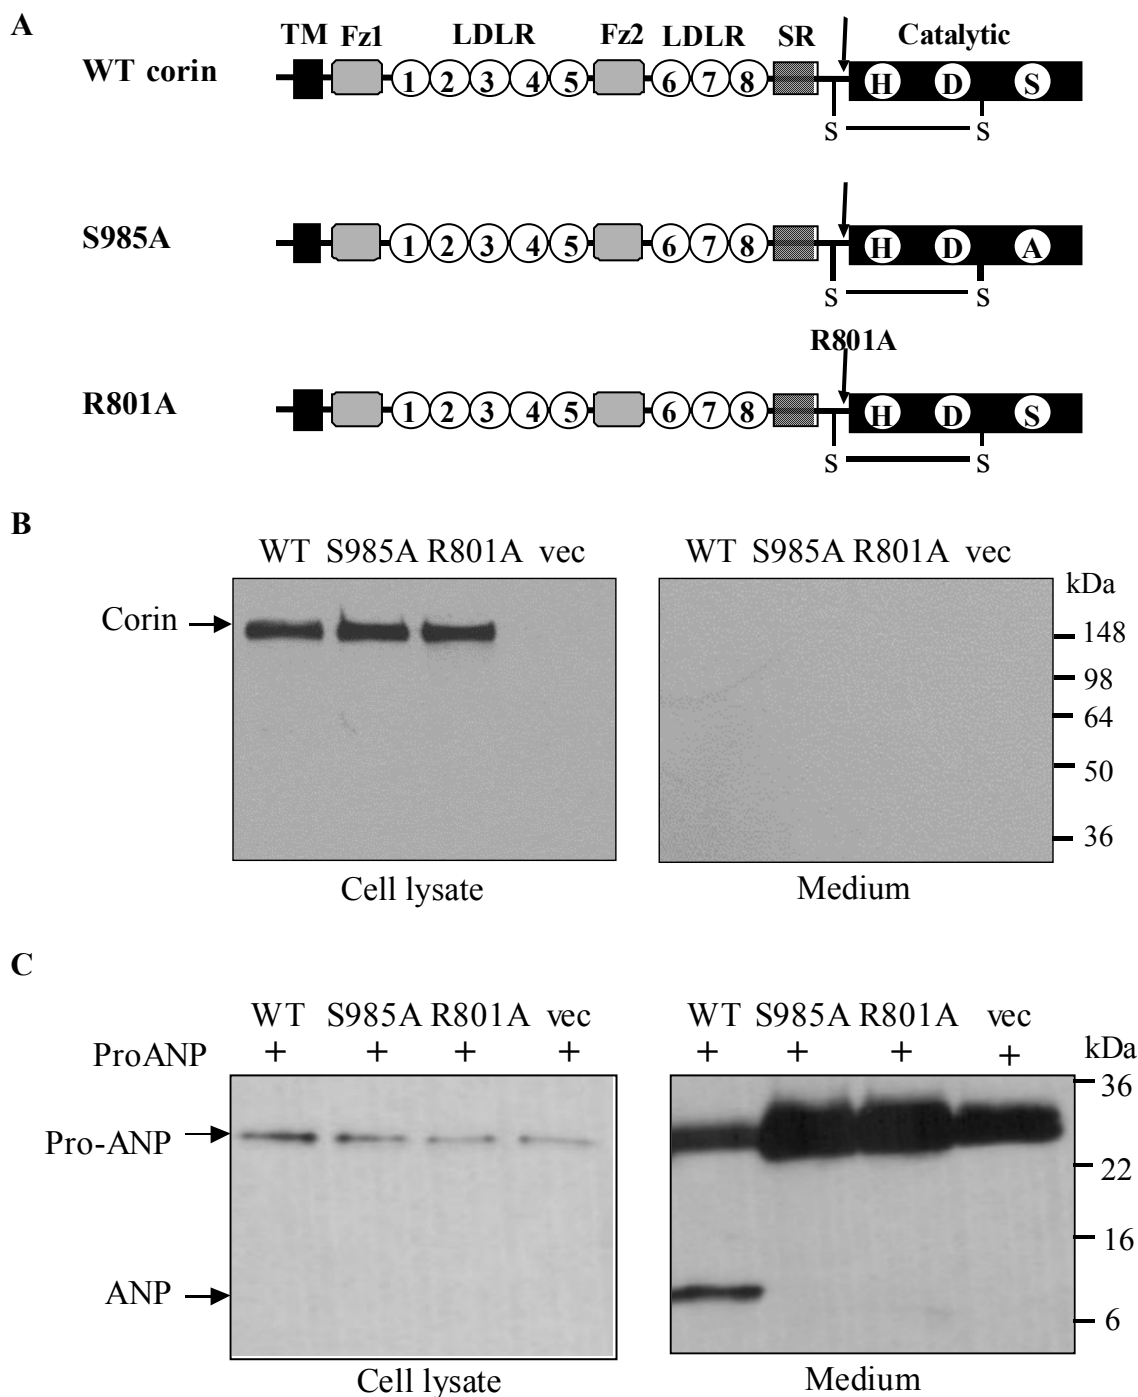 A
TM Fz1 LDLR Fz2 LDLR SR Catalytic
WT corin 1 2 3 4 5 6 7 8 H D S
S S
S985A 1 2 3 4 5 6 7 8 H D A
S S
R801A
R801A 1 2 3 4 5 6 7 8 H D S
S S
B
WT S985A R801A vec WT S985A R801A vec
kDa
Corin
148
98
64
50
36
Cell lysate Medium
C
WT S985A R801A vec WT S985A R801A vec
ProANP + + + + + + + + kDa
36
Pro-ANP
22
16
ANP
6
Cell lysate Medium